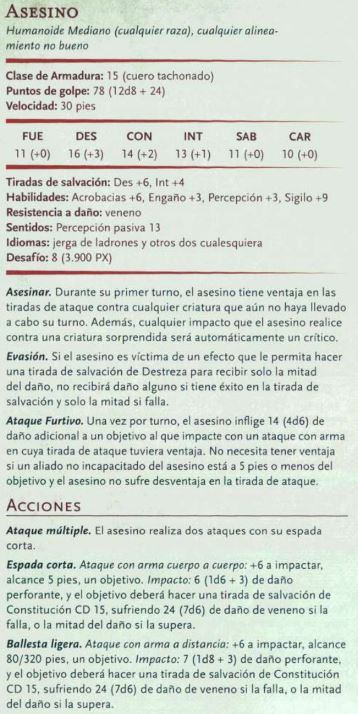 ASESINO
Humanoide Mediano (cualquier raza), cualquier alinea-
miento no bueno
Clase de Armadura: 15 (cuero tachonado)
Puntos de golpe: 78 (12d8 + 24)
Velocidad: 30 pies
FUE DES CON INT SAB CAR
11 (+0) 16 (+3) 14 (+2) 13 (+1) 11 (+0) 10 (+0)
Tiradas de salvación: Des +6, Int +4
Habilidades: Acrobacias +6, Engaño +3, Percepción +3, Sigilo +9
Resistencia a daño: veneno
Sentidos: Percepción pasiva 13
Idiomas: jerga de ladrones y otros dos cualesquiera
Desafío: 8 (3.900 PX)
Asesinar. Durante su primer turno, el asesino tiene ventaja en las
tiradas de ataque contra cualquier criatura que aún no haya llevado
a cabo su turno. Además, cualquier impacto que el asesino realice
contra una criatura sorprendida será automáticamente un crítico.
Evasión. Si el asesino es víctima de un efecto que le permita hacer
una tirada de salvación de Destreza para recibir solo la mitad
del daño, no recibirá daño alguno si tiene éxito en la tirada de
salvación y solo la mitad si falla.
Ataque Furtivo. Una vez por turno, el asesino inflige 14 (4d6) de
daño adicional a un objetivo al que impacte con un ataque con arma
en cuya tirada de ataque tuviera ventaja. No necesita tener ventaja
si un aliado no incapacitado del asesino está a 5 pies o menos del
objetivo y el asesino no sufre desventaja en la tirada de ataque.
ACCIONES
Ataque múltiple. El asesino realiza dos ataques con su espada
corta.
Espada corta. Ataque con arma cuerpo a cuerpo: +6 a impactar,
alcance 5 pies, un objetivo. Impacto: 6 (1d6 + 3) de daño
perforante, y el objetivo deberá hacer una tirada de salvación de
Constitución CD 15, sufriendo 24 (7d6) de daño de veneno si la
falla, o la mitad del daño si la supera.
Ballesta ligera. Ataque con arma a distancia: +6 a impactar, alcance
80/320 pies, un objetivo. Impacto: 7 (1d8 + 3) de daño perforante,
y el objetivo deberá hacer una tirada de salvación de Constitución
CD 15, sufriendo 24 (7d6) de daño de veneno si la falla, o la mitad
del daño si la supera.